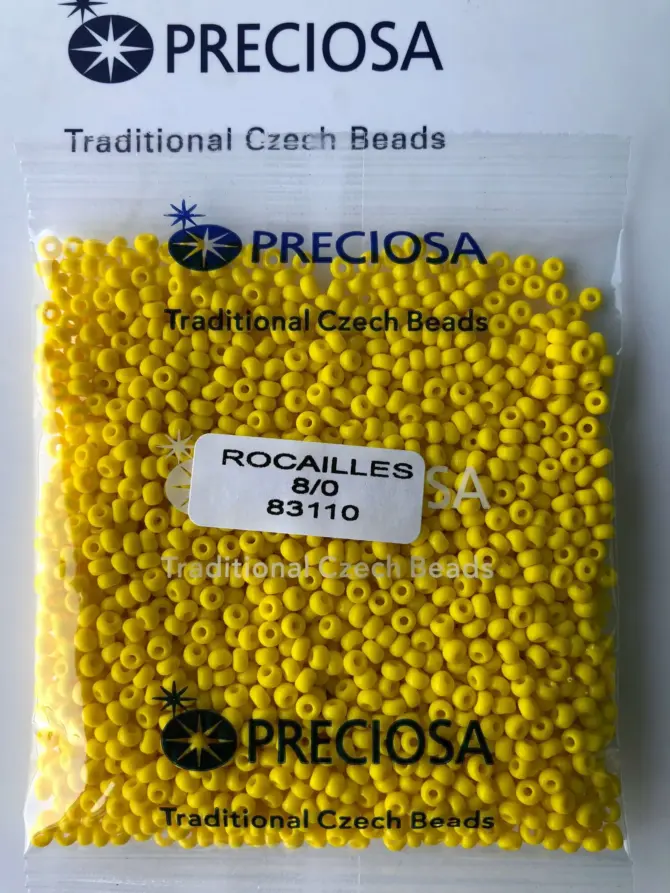 PRECIOSA
Traditional Czech Beads
PRECIOSA
Traditional Czech Beads
ROCAILLES
8/0
83110
OSA
Traditional Czech Beads
PRECIOSA
Traditional Czech Beads